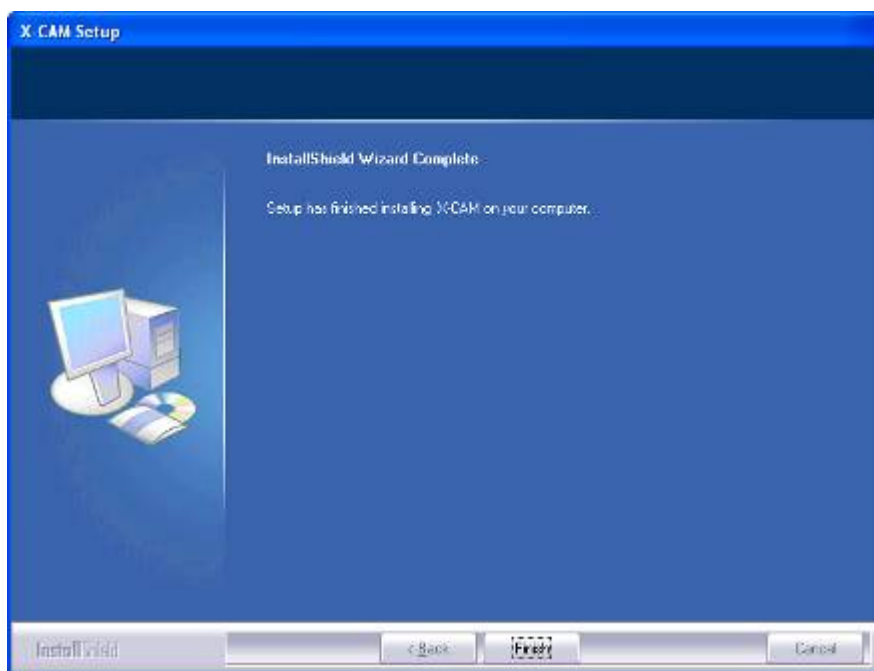 X-CAM Setup
InstallShield Wizard Complete
Setup has finished installing X-CAM on your computer.
InstallShield
< Back
Finish
Cancel